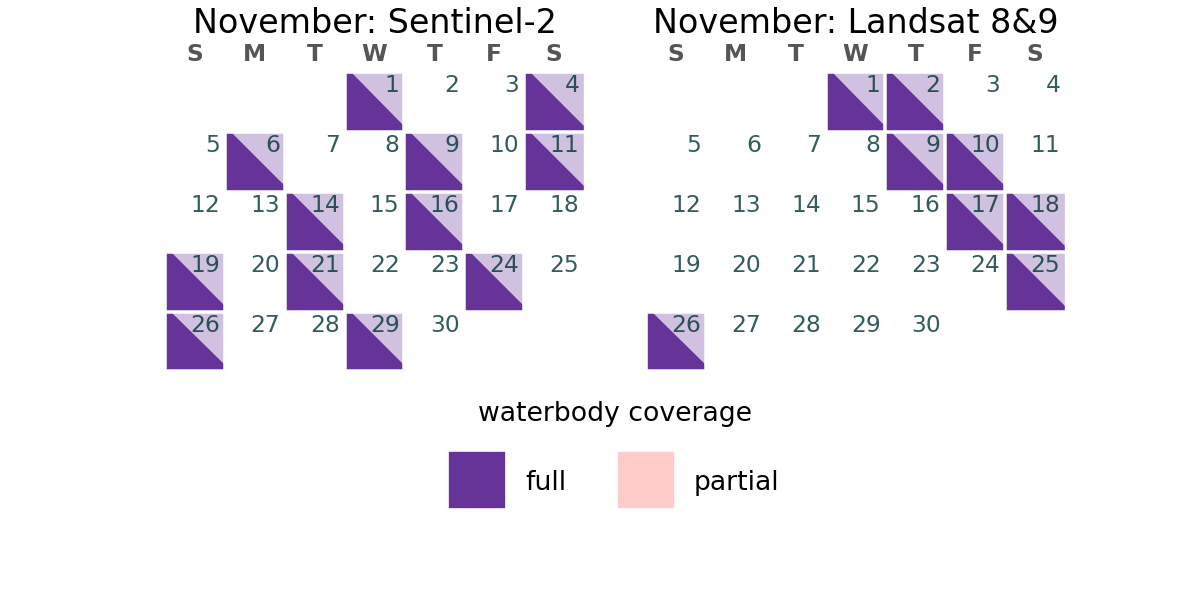 November: Sentinel-2
S M T W T F S
1 2 3 4
5 6 7 8 9 10 11
12 13 14 15 16 17 18
19 20 21 22 23 24 25
26 27 28 29 30
November: Landsat 8&9
S M T W T F S
1 2 3 4
5 6 7 8 9 10 11
12 13 14 15 16 17 18
19 20 21 22 23 24 25
26 27 28 29 30
waterbody coverage
full partial